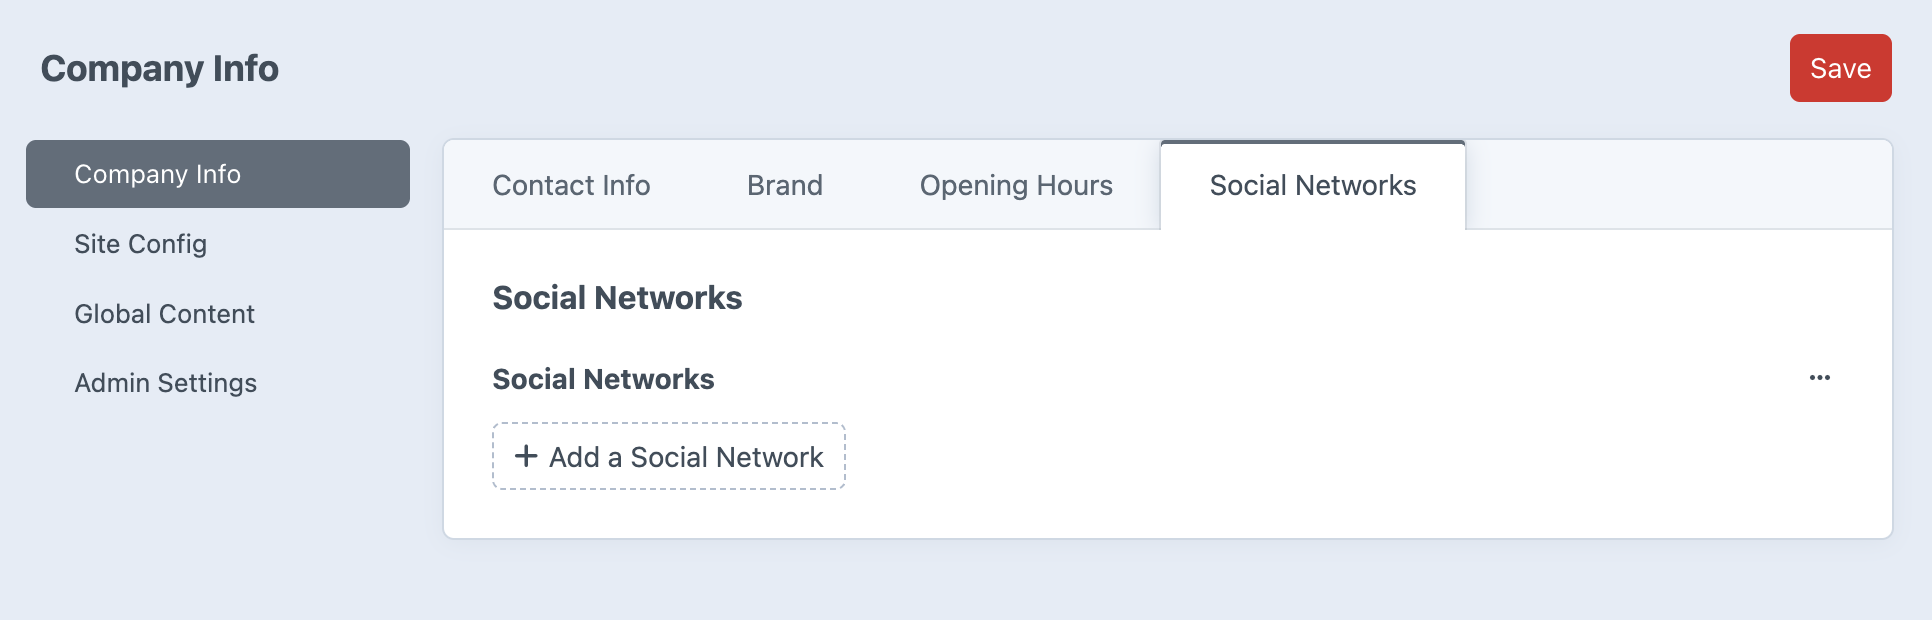 Company Info
Save
Company Info
Site Config
Global Content
Admin Settings
Contact Info
Brand
Opening Hours
Social Networks
Social Networks
Social Networks
Add a Social Network